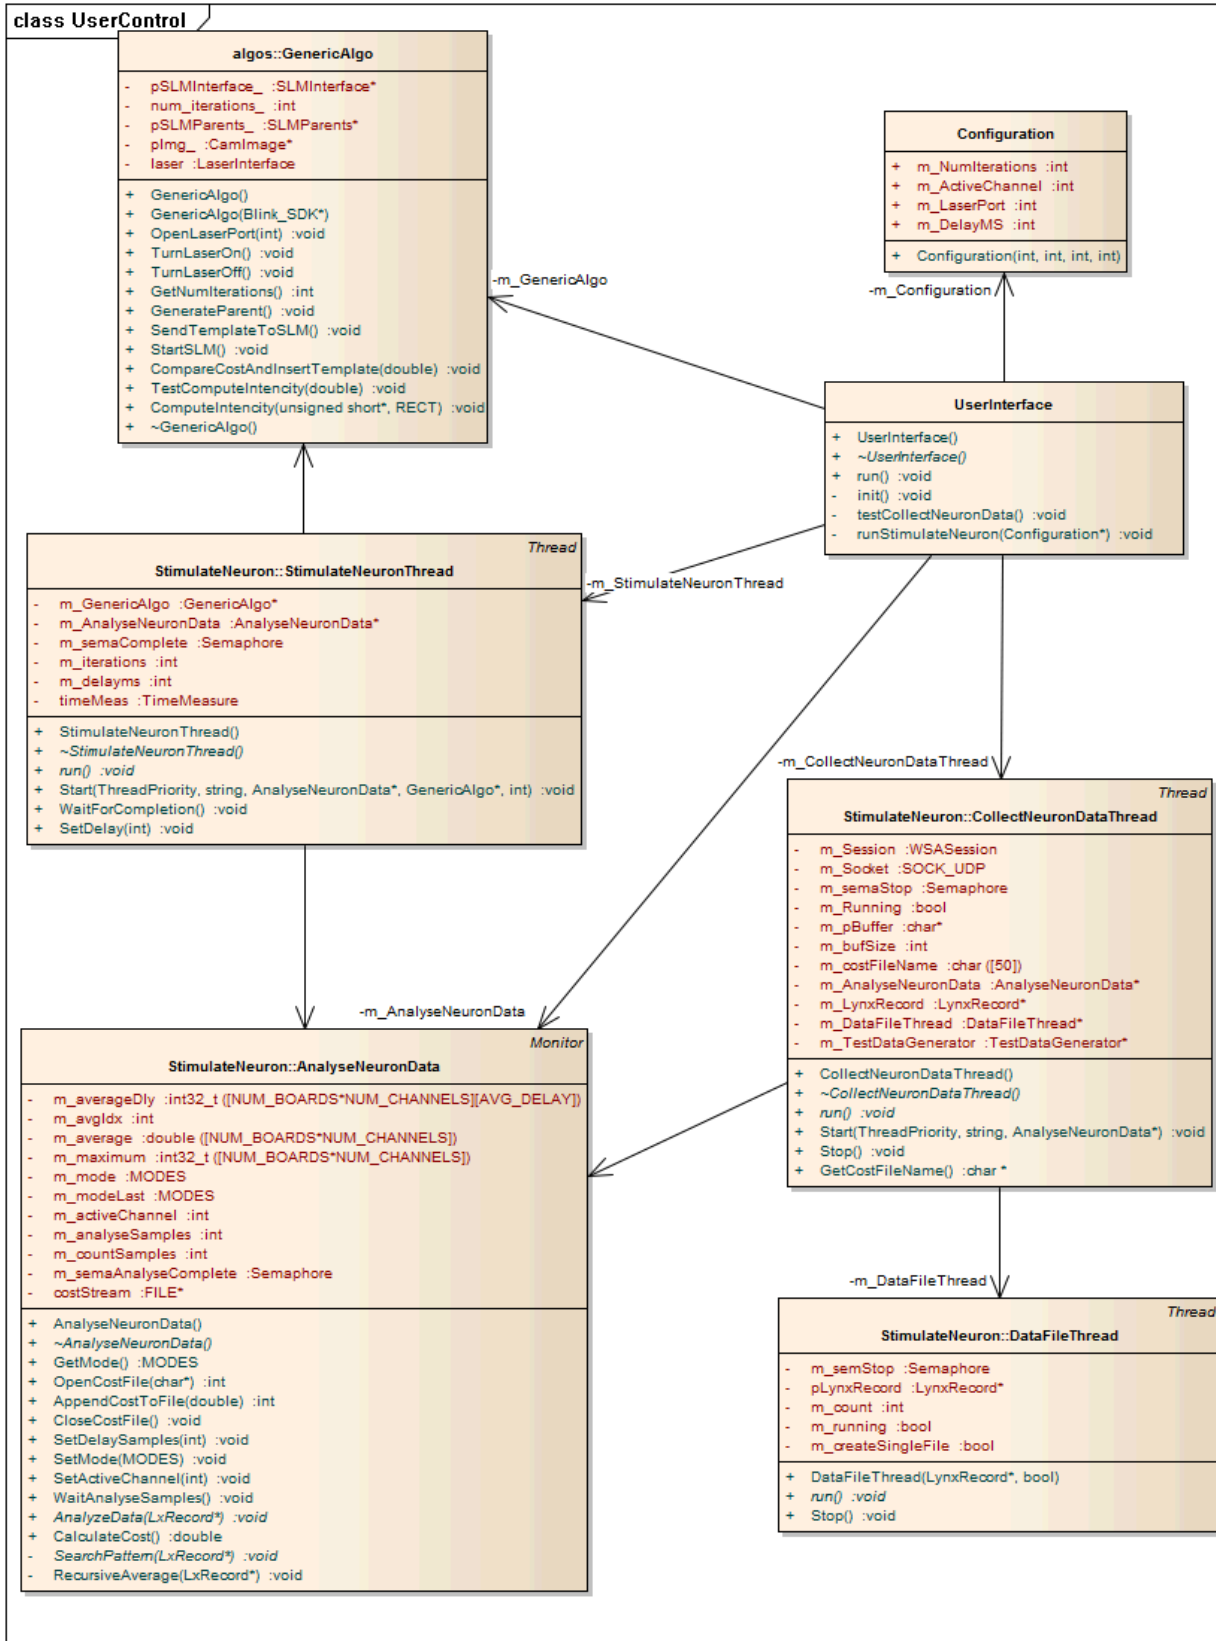 class UserControl
algos::GenericAlgo
- pSLMInterface_ :SLMInterface*
- num_iterations_ :int
- pSLMParents_ :SLMParents*
- pImg_ :CamImage*
- laser :LaserInterface
+ GenericAlgo()
+ GenericAlgo(Blink_SDK*)
+ OpenLaserPort(int) :void
+ TurnLaserOn() :void
+ TurnLaserOff() :void
+ GetNumIterations() :int
+ GenerateParent() :void
+ SendTemplateToSLM() :void
+ StartSLM() :void
+ CompareCostAndInsertTemplate(double) :void
+ TestComputeIntencity(double) :void
+ ComputeIntencity(unsigned short*, RECT) :void
+ ~GenericAlgo()
Configuration
+ m_NumIterations :int
+ m_ActiveChannel :int
+ m_LaserPort :int
+ m_DelayMS :int
+ Configuration(int, int, int, int)
-m_GenericAlgo
-m_Configuration
UserInterface
+ UserInterface()
+ ~UserInterface()
+ run() :void
- init() :void
- testCollectNeuronData() :void
- runStimulateNeuron(Configuration*) :void
Thread
StimulateNeuron::StimulateNeuronThread
- m_GenericAlgo :GenericAlgo*
- m_AnalyseNeuronData :AnalyseNeuronData*
- m_semaComplete :Semaphore
- m_iterations :int
- m_delayms :int
- timeMeas :TimeMeasure
+ StimulateNeuronThread()
+ ~StimulateNeuronThread()
+ run() :void
+ Start(ThreadPriority, string, AnalyseNeuronData*, GenericAlgo*, int) :void
+ WaitForCompletion() :void
+ SetDelay(int) :void
-m_StimulateNeuronThread
-m_CollectNeuronDataThread
Thread
StimulateNeuron::CollectNeuronDataThread
- m_Session :WSASession
- m_Socket :SOCK_UDP
- m_semaStop :Semaphore
- m_Running :bool
- m_pBuffer :char*
- m_bufSize :int
- m_costFileName :char ([50])
- m_AnalyseNeuronData :AnalyseNeuronData*
- m_LynxRecord :LynxRecord*
- m_DataFileThread :DataFileThread*
- m_TestDataGenerator :TestDataGenerator*
+ CollectNeuronDataThread()
+ ~CollectNeuronDataThread()
+ run() :void
+ Start(ThreadPriority, string, AnalyseNeuronData*) :void
+ Stop() :void
+ GetCostFileName() :char *
-m_AnalyseNeuronData
Monitor
StimulateNeuron::AnalyseNeuronData
- m_averageDly :int32_t ([NUM_BOARDS*NUM_CHANNELS][AVG_DELAY])
- m_avgIdx :int
- m_average :double ([NUM_BOARDS*NUM_CHANNELS])
- m_maximum :int32_t ([NUM_BOARDS*NUM_CHANNELS])
- m_mode :MODES
- m_modeLast :MODES
- m_activeChannel :int
- m_analyseSamples :int
- m_countSamples :int
- m_semaAnalyseComplete :Semaphore
- costStream :FILE*
+ AnalyseNeuronData()
+ ~AnalyseNeuronData()
+ GetMode() :MODES
+ OpenCostFile(char*) :int
+ AppendCostToFile(double) :int
+ CloseCostFile() :void
+ SetDelaySamples(int) :void
+ SetMode(MODES) :void
+ SetActiveChannel(int) :void
+ WaitAnalyseSamples() :void
+ AnalyzeData(LxRecord*) :void
+ CalculateCost() :double
- SearchPattern(LxRecord*) :void
- RecursiveAverage(LxRecord*) :void
-m_DataFileThread
Thread
StimulateNeuron::DataFileThread
- m_semStop :Semaphore
- pLynxRecord :LynxRecord*
- m_count :int
- m_running :bool
- m_createSingleFile :bool
+ DataFileThread(LynxRecord*, bool)
+ run() :void
+ Stop() :void